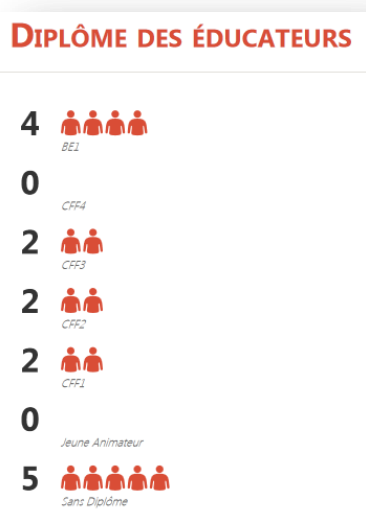 Diplôme des éducateurs
4
BE1
0
CFF4
2
CFF3
2
CFF2
2
CFF1
0
Jeune Animateur
5
Sans Diplôme